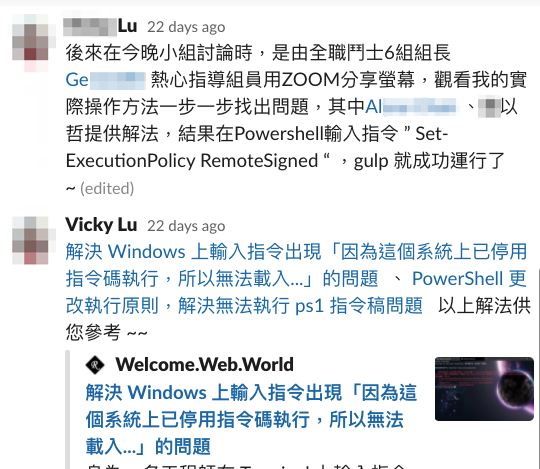 Lu 22 days ago
後來在今晚小組討論時，是由全職鬥士6組組長
Ge 熱心指導組員用ZOOM分享螢幕，觀看我的實
際操作方法一步一步找出問題，其中Al 、 以
哲提供解法，結果在Powershell輸入指令 ” Set-
ExecutionPolicy RemoteSigned “ ，gulp 就成功運行了
~ (edited)
Vicky Lu 22 days ago
解決 Windows 上輸入指令出現「因為這個系統上已停用
指令碼執行，所以無法載入...」的問題 、 PowerShell 更
改執行原則，解決無法執行 ps1 指令稿問題 以上解法供
您參考 ~~
Welcome.Web.World
解決 Windows 上輸入指令出現「因為這
個系統上已停用指令碼執行，所以無法
載入...」的問題